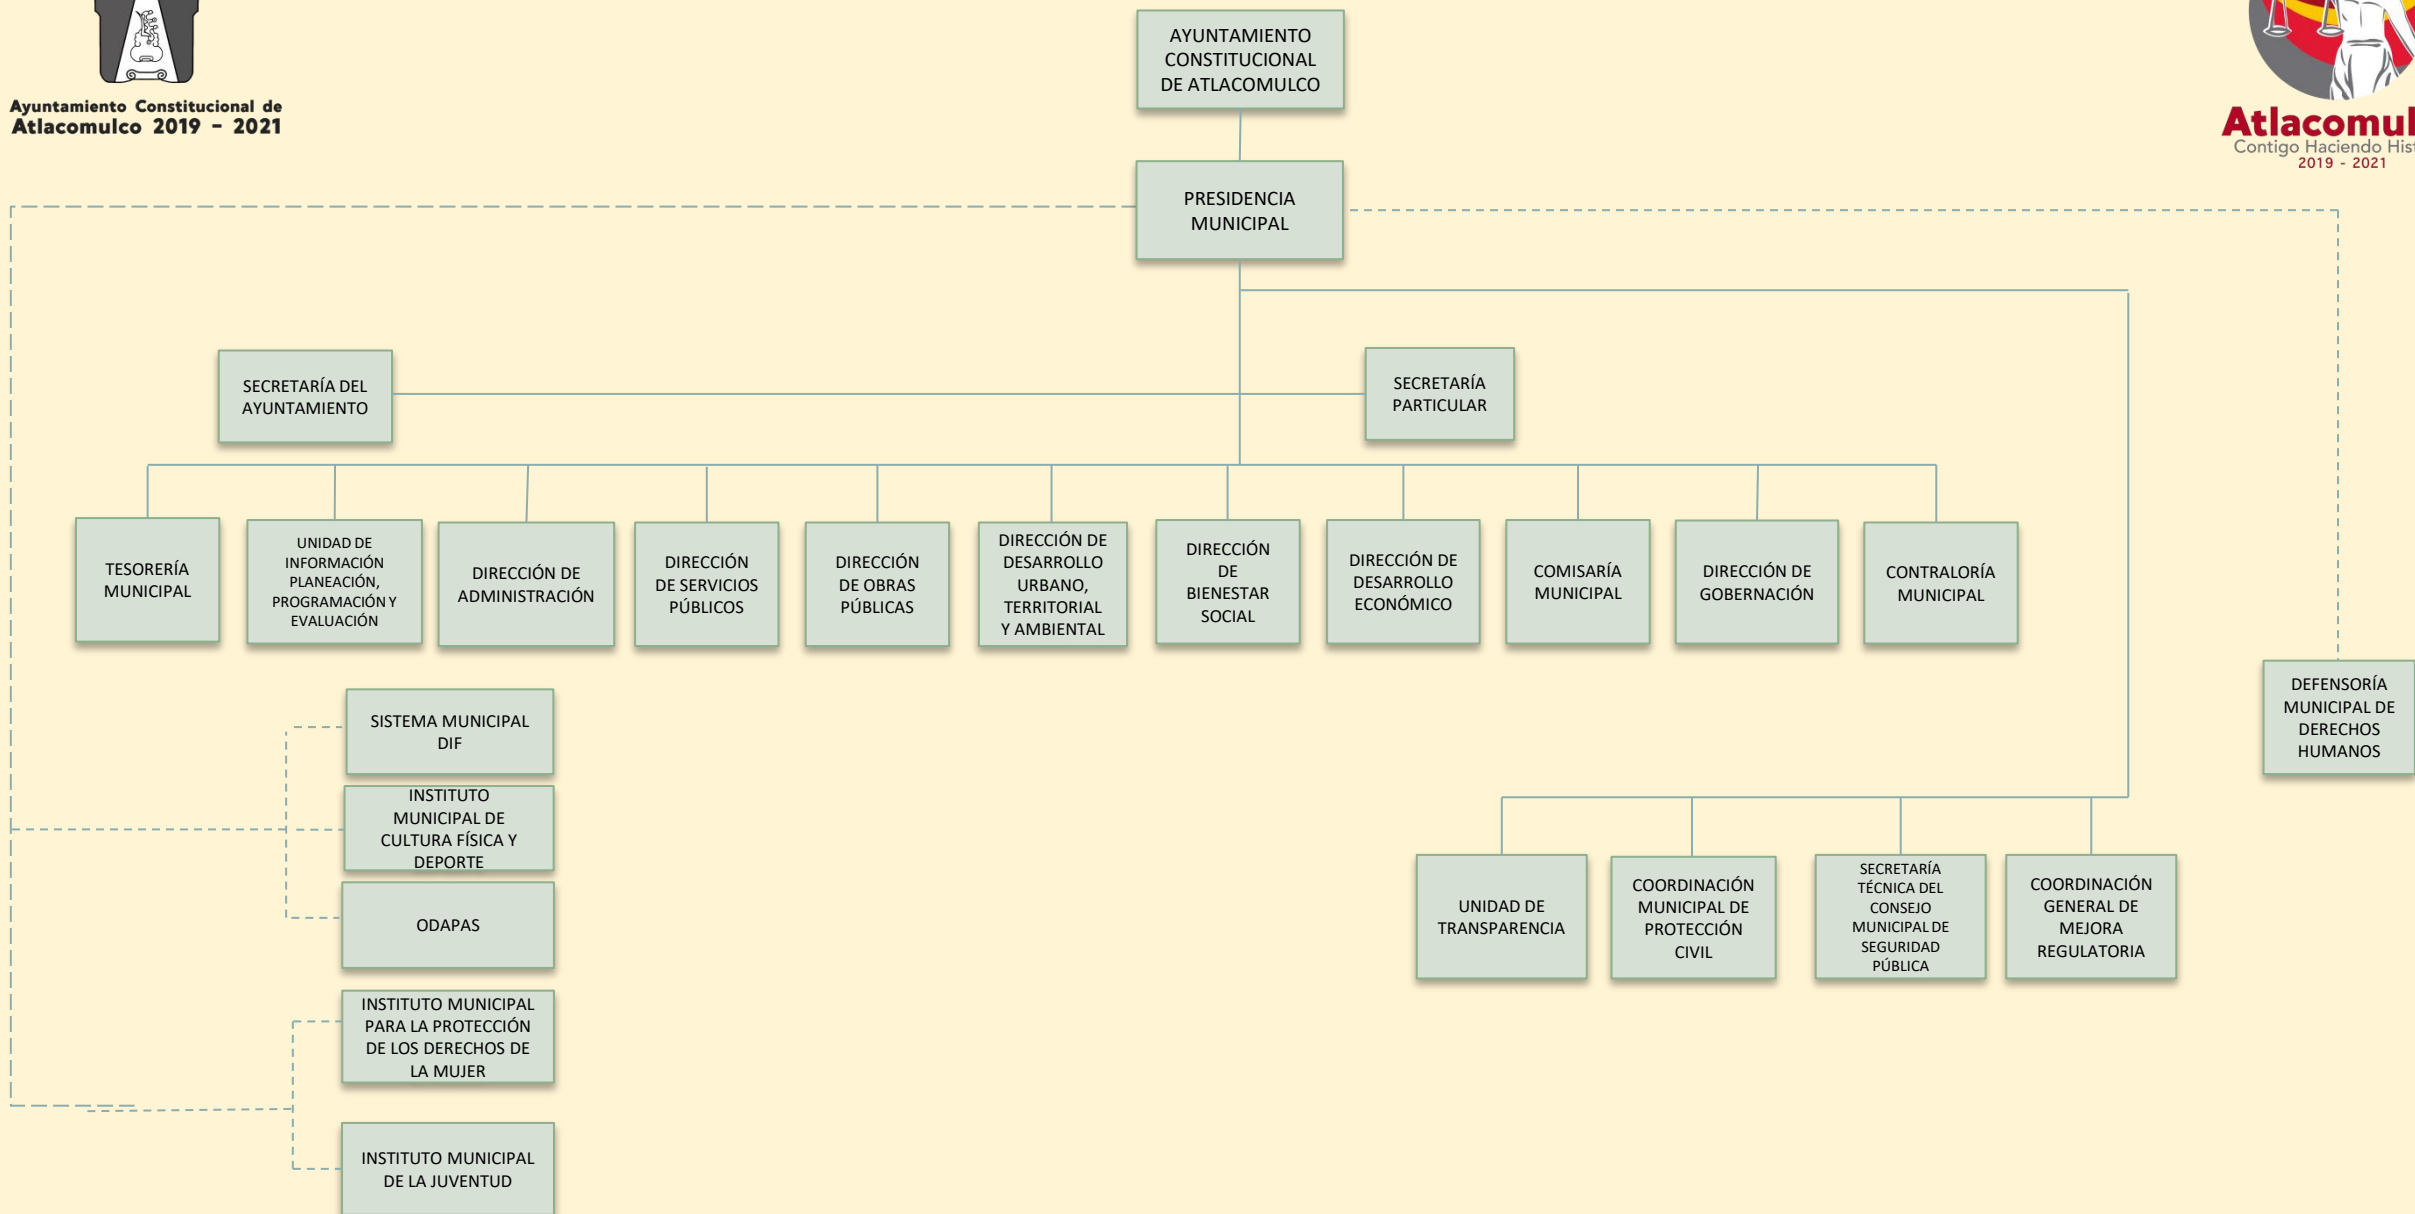 Ayuntamiento Constitucional de
Atlacomulco 2019 - 2021
AYUNTAMIENTO
CONSTITUCIONAL
DE ATLACOMULCO
Contigo Haciendo
2019 - 2021
PRESIDENCIA
MUNICIPAL
SECRETARÍA DEL
AYUNTAMIENTO
SECRETARÍA
PARTICULAR
TESORERÍA
MUNICIPAL
UNIDAD DE
INFORMACIÓN
PLANEACIÓN,
PROGRAMACIÓN Y
EVALUACIÓN
DIRECCIÓN DE
ADMINISTRACIÓN
DIRECCIÓN
DE SERVICIOS
PÚBLICOS
DIRECCIÓN
DE OBRAS
PÚBLICAS
DIRECCIÓN DE
DESARROLLO
URBANO,
TERRITORIAL
Y AMBIENTAL
DIRECCIÓN
DE
BIENESTAR
SOCIAL
DIRECCIÓN DE
DESARROLLO
ECONÓMICO
COMISARÍA
MUNICIPAL
DIRECCIÓN DE
GOBERNACIÓN
CONTRALORÍA
MUNICIPAL
DEFENSORÍA
MUNICIPAL DE
DERECHOS
HUMANOS
SISTEMA MUNICIPAL
DIF
INSTITUTO
MUNICIPAL DE
CULTURA FÍSICA Y
DEPORTE
ODAPAS
INSTITUTO MUNICIPAL
PARA LA PROTECCIÓN
DE LOS DERECHOS DE
LA MUJER
INSTITUTO MUNICIPAL
DE LA JUVENTUD
UNIDAD DE
TRANSPARENCIA
COORDINACIÓN
MUNICIPAL DE
PROTECCIÓN
CIVIL
SECRETARÍA
TÉCNICA DEL
CONSEJO
MUNICIPAL DE
SEGURIDAD
PÚBLICA
COORDINACIÓN
GENERAL DE
MEJORA
REGULATORIA